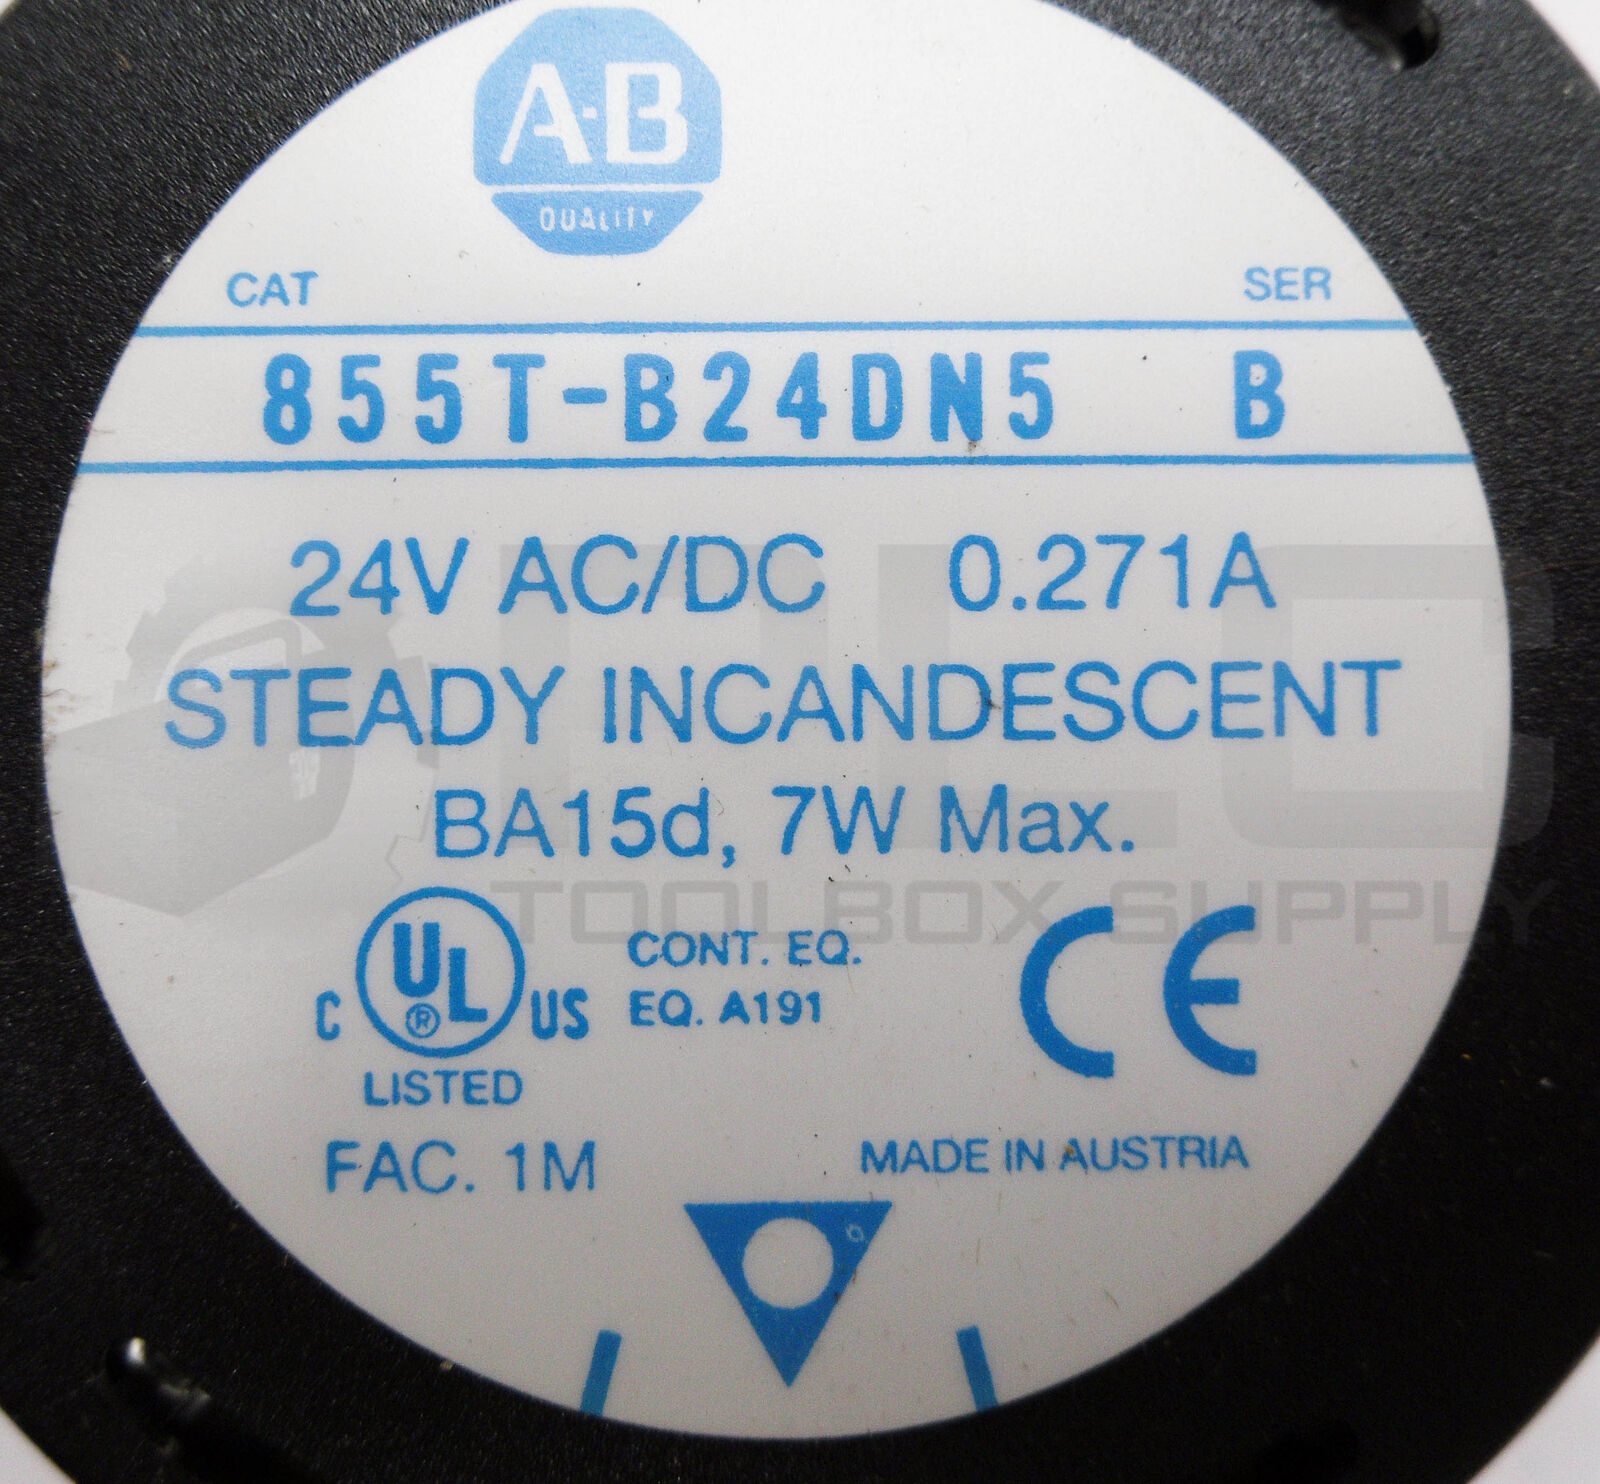 A-B
QUALITY
CAT SER
855T-B24DN5 B
24V AC/DC 0.271A
STEADY INCANDESCENT
BA15d, 7W Max.
PLC
TOOLBOX SUPPLY
C UL® US
LISTED
CONT. EQ.
EQ. A191
CE
FAC. 1M
MADE IN AUSTRIA